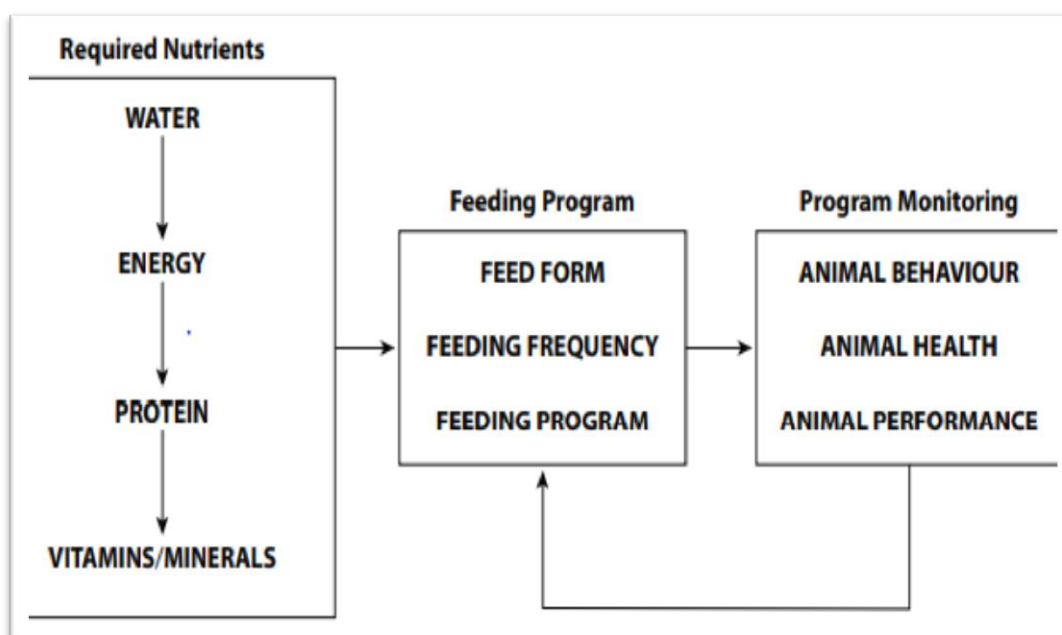 Required Nutrients
WATER
ENERGY
PROTEIN
VITAMINS/MINERALS
Feeding Program
FEED FORM
FEEDING FREQUENCY
FEEDING PROGRAM
Program Monitoring
ANIMAL BEHAVIOUR
ANIMAL HEALTH
ANIMAL PERFORMANCE